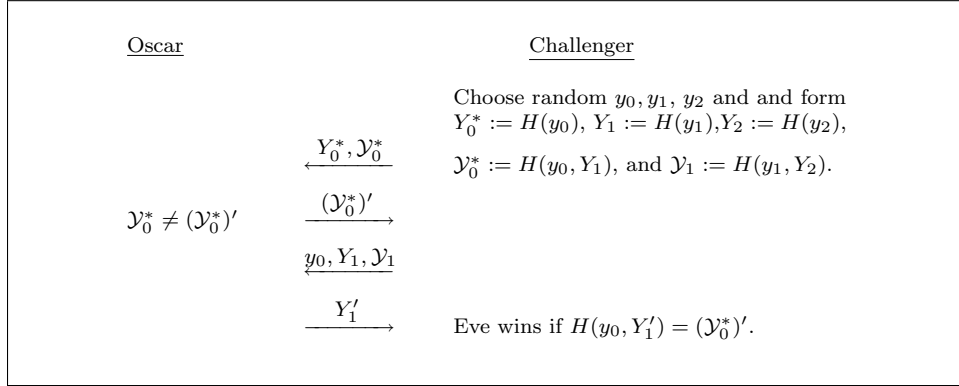 Oscar Challenger
Choose random y₀, y₁, y₂ and and form
Y₀* := H(y₀), Y₁ := H(y₁),Y₂ := H(y₂),
Y₀*, 𝒴₀*
𝒴₀* := H(y₀, Y₁), and 𝒴₁ := H(y₁, Y₂).
𝒴₀* ≠ (𝒴₀*)′ (𝒴₀*)′
y₀, Y₁, 𝒴₁
Y₁′
Eve wins if H(y₀, Y₁′) = (𝒴₀*)′.